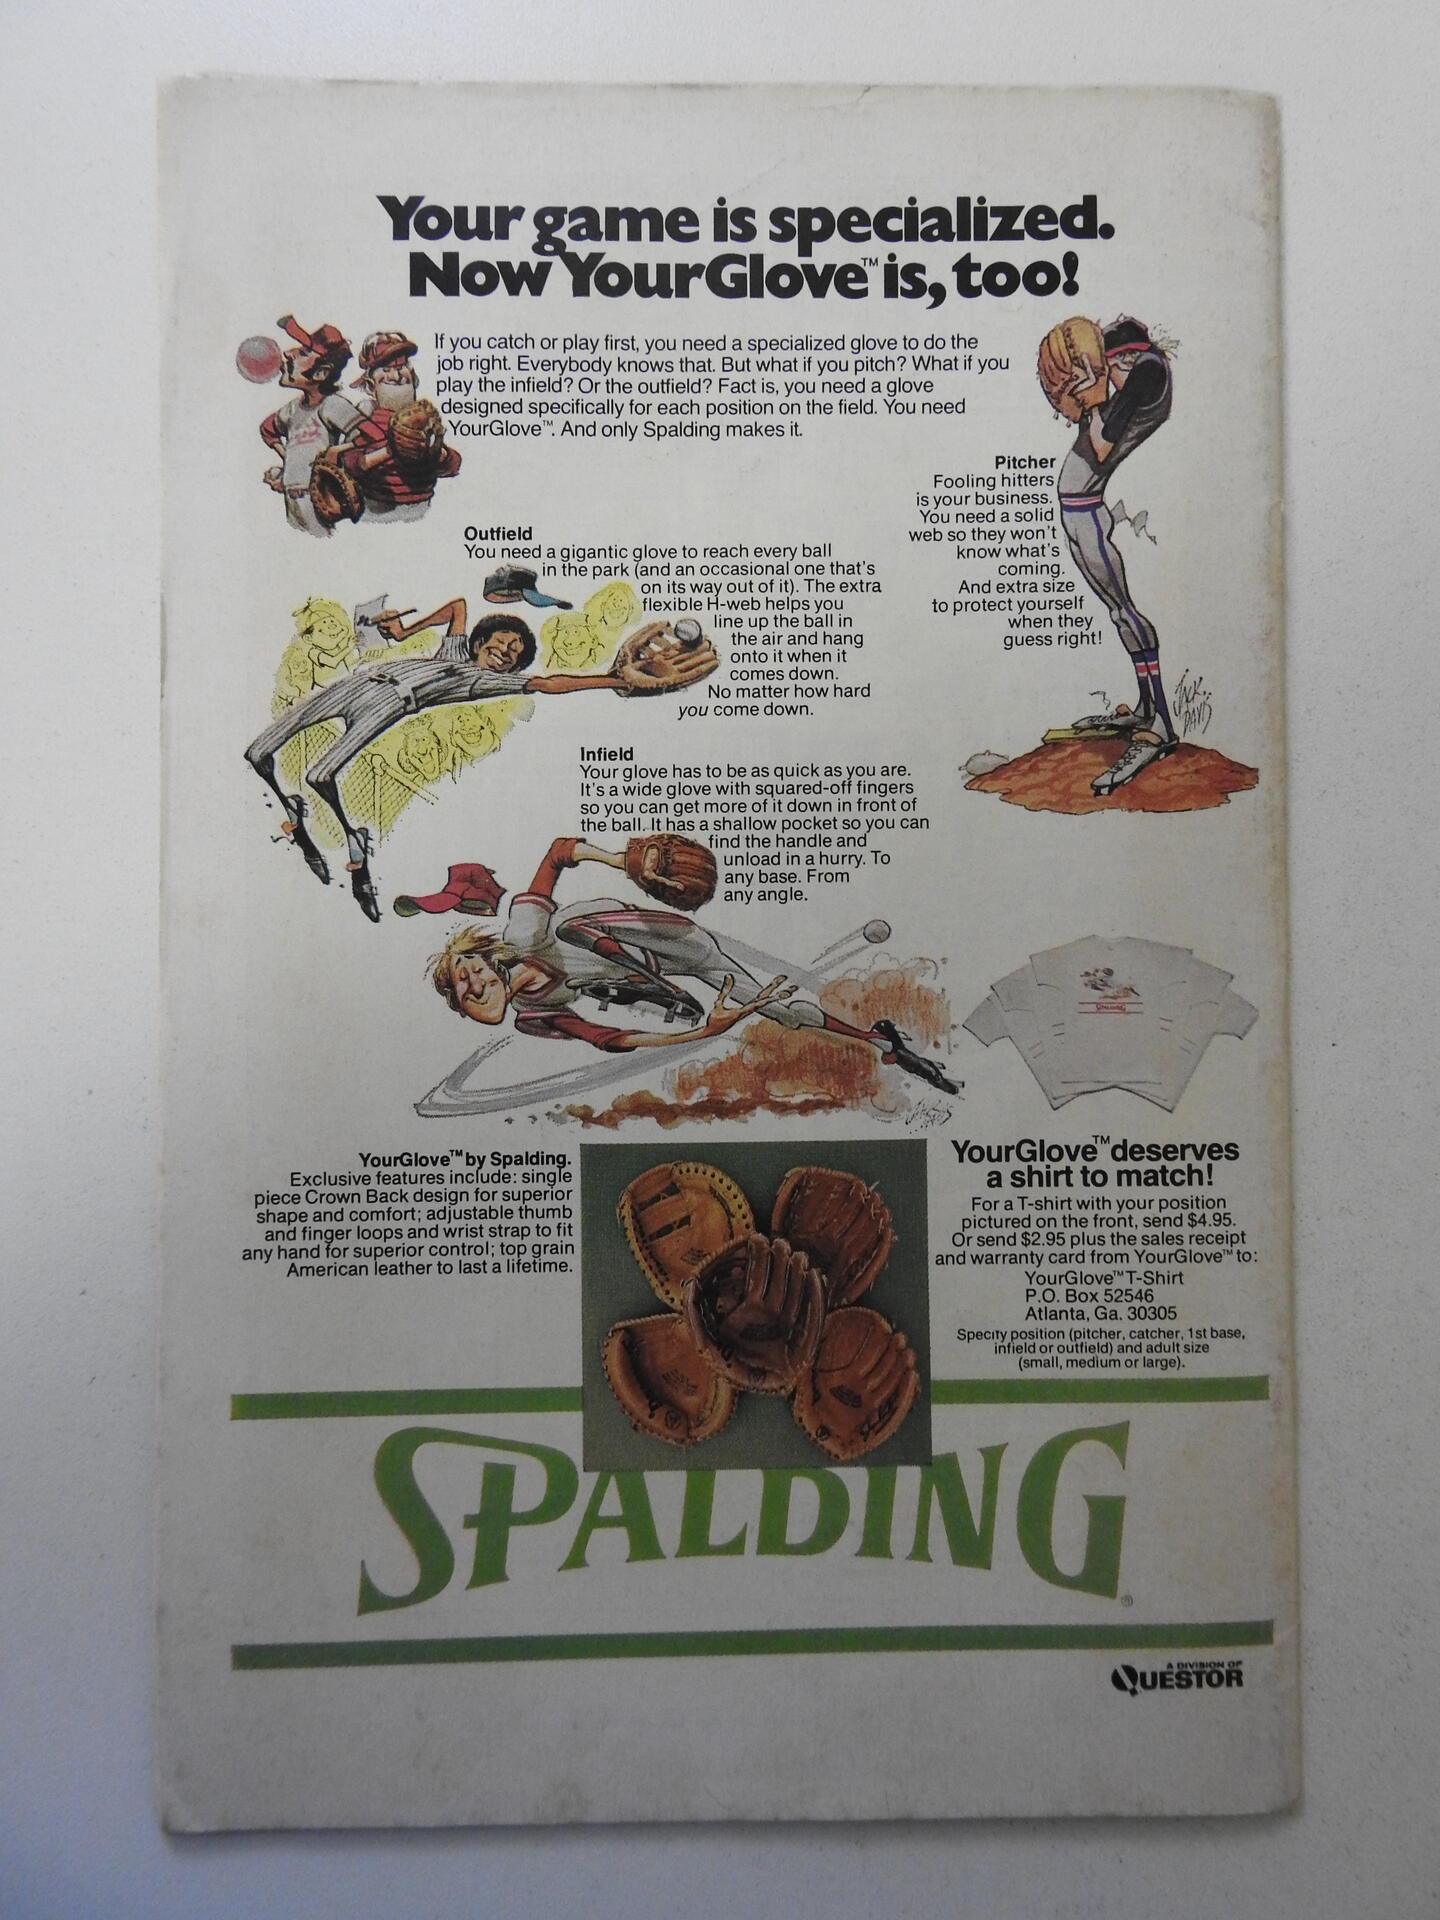 Your game is specialized.
Now YourGlove™ is, too!
If you catch or play first, you need a specialized glove to do the
job right. Everybody knows that. But what if you pitch? What if you
play the infield? Or the outfield? Fact is, you need a glove
designed specifically for each position on the field. You need
YourGlove™. And only Spalding makes it.
Pitcher
Fooling hitters
is your business.
You need a solid
web so they won't
know what's
coming.
And extra size
to protect yourself
when they
guess right!
JACK
DAVIS
Outfield
You need a gigantic glove to reach every ball
in the park (and an occasional one that's
on its way out of it). The extra
flexible H-web helps you
line up the ball in
the air and hang
onto it when it
comes down.
No matter how hard
you come down.
Infield
Your glove has to be as quick as you are.
It's a wide glove with squared-off fingers
so you can get more of it down in front of
the ball. It has a shallow pocket so you can
find the handle and
unload in a hurry. To
any base. From
any angle.
SPALDING
YourGlove™ by Spalding.
Exclusive features include: single
piece Crown Back design for superior
shape and comfort; adjustable thumb
and finger loops and wrist strap to fit
any hand for superior control; top grain
American leather to last a lifetime.
YourGlove™ deserves
a shirt to match!
For a T-shirt with your position
pictured on the front, send $4.95.
Or send $2.95 plus the sales receipt
and warranty card from YourGlove™ to:
YourGlove™ T-Shirt
P.O. Box 52546
Atlanta, Ga. 30305
Specify position (pitcher, catcher, 1st base,
infield or outfield) and adult size
(small, medium or large).
SPALDING®
A DIVISION OF
QUESTOR